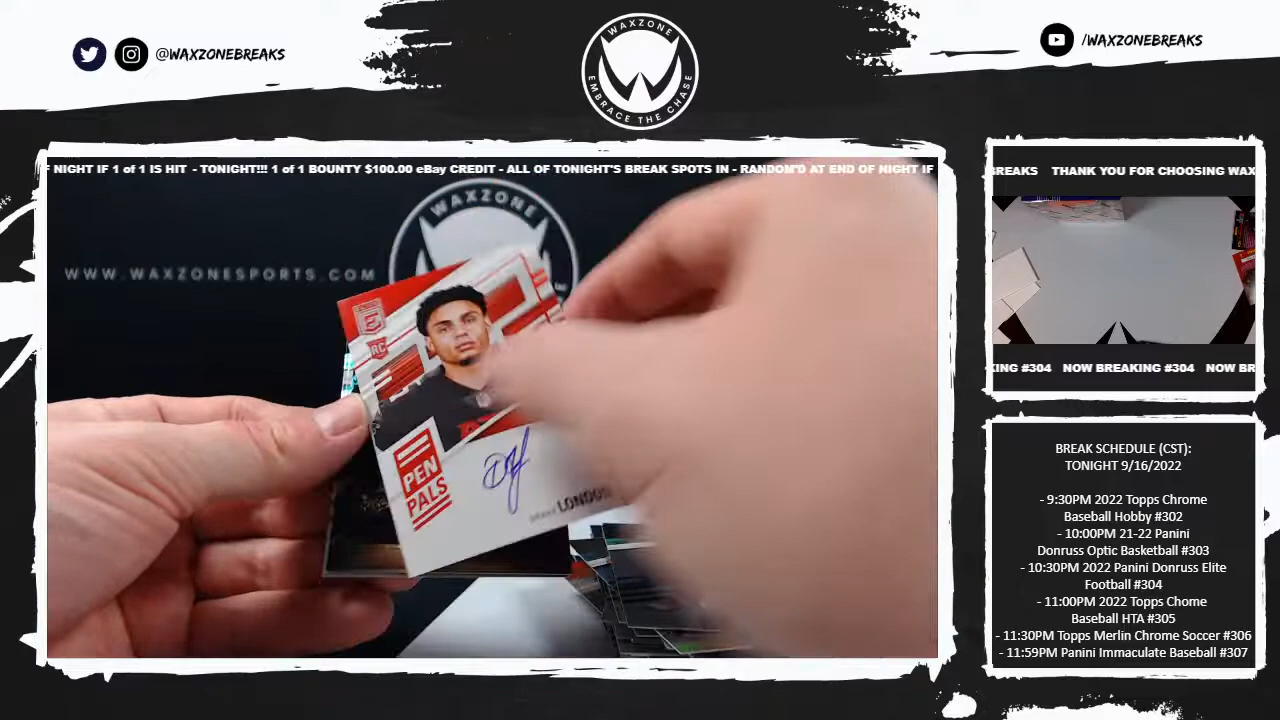 @WAXZONEBREAKS
WAXZONE
EMBRACE THE CHASE
/WAXZONEBREAKS
NIGHT IF 1 of 1 IS HIT - TONIGHT!!! 1 of 1 BOUNTY $100.00 eBay CREDIT - ALL OF TONIGHT'S BREAK SPOTS IN - RANDOM'D AT END OF NIGHT IF
WAXZONE
WWW.WAXZONESPORTS.COM
E
RC
PEN
PALS
LONDON
BREAKS THANK YOU FOR CHOOSING WAX
KING #304 NOW BREAKING #304 NOW BR
BREAK SCHEDULE (CST):
TONIGHT 9/16/2022
- 9:30PM 2022 Topps Chrome
Baseball Hobby #302
- 10:00PM 21-22 Panini
Donruss Optic Basketball #303
- 10:30PM 2022 Panini Donruss Elite
Football #304
- 11:00PM 2022 Topps Chome
Baseball HTA #305
- 11:30PM Topps Merlin Chrome Soccer #306
- 11:59PM Panini Immaculate Baseball #307